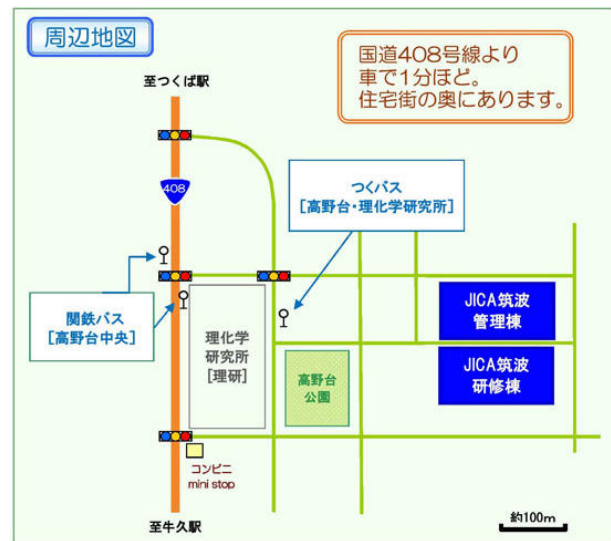 周辺地図
国道408号線より
車で1分ほど。
住宅街の奥にあります。
至つくば駅
408
つくバス
[高野台・理化学研究所]
関鉄バス
[高野台中央]
理化学
研究所
[理研]
高野台
公園
JICA筑波
管理棟
JICA筑波
研修棟
コンビニ
mini stop
至牛久駅
約100m